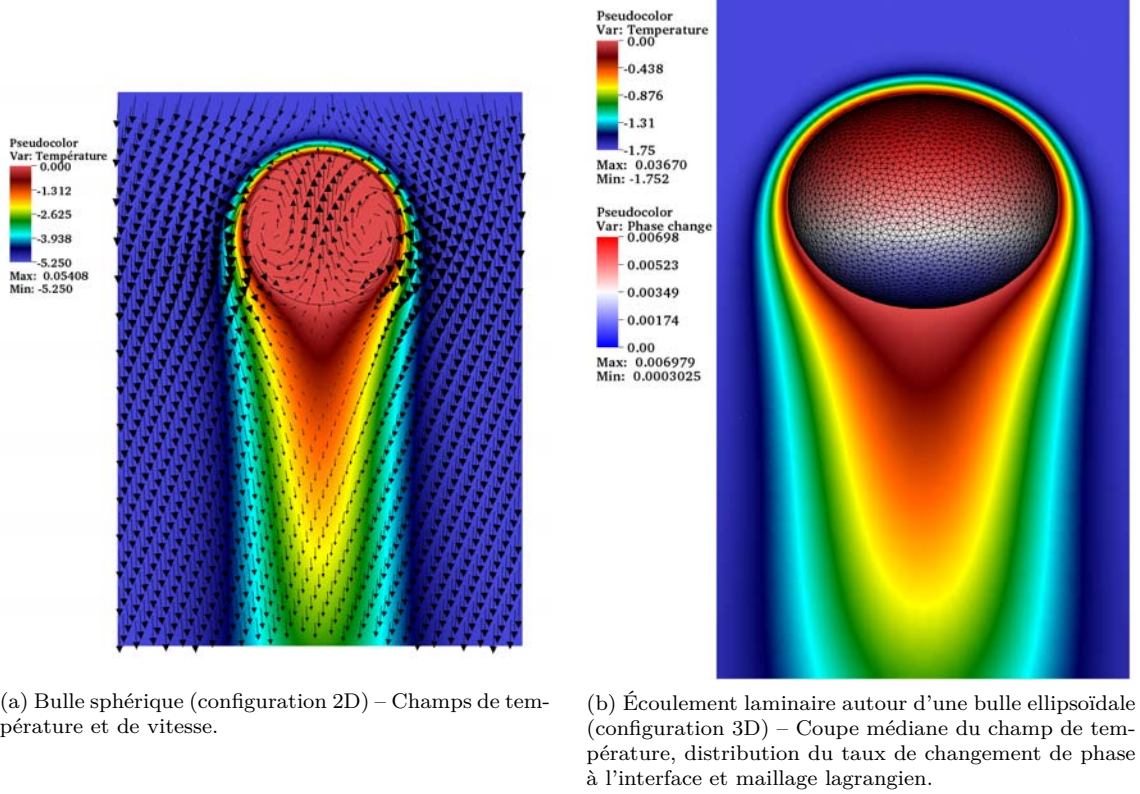 Pseudocolor
Var: Température
0.000
-1.312
-2.625
-3.938
-5.250
Max: 0.05408
Min: -5.250
(a) Bulle sphérique (configuration 2D) – Champs de tem-
pérature et de vitesse.
Pseudocolor
Var: Temperature
0.00
-0.438
-0.876
-1.31
-1.75
Max: 0.03670
Min: -1.752
Pseudocolor
Var: Phase change
0.00698
0.00523
0.00349
0.00174
0.00
Max: 0.006979
Min: 0.0003025
(b) Écoulement laminaire autour d'une bulle ellipsoïdale
(configuration 3D) – Coupe médiane du champ de tem-
pérature, distribution du taux de changement de phase
à l'interface et maillage lagrangien.